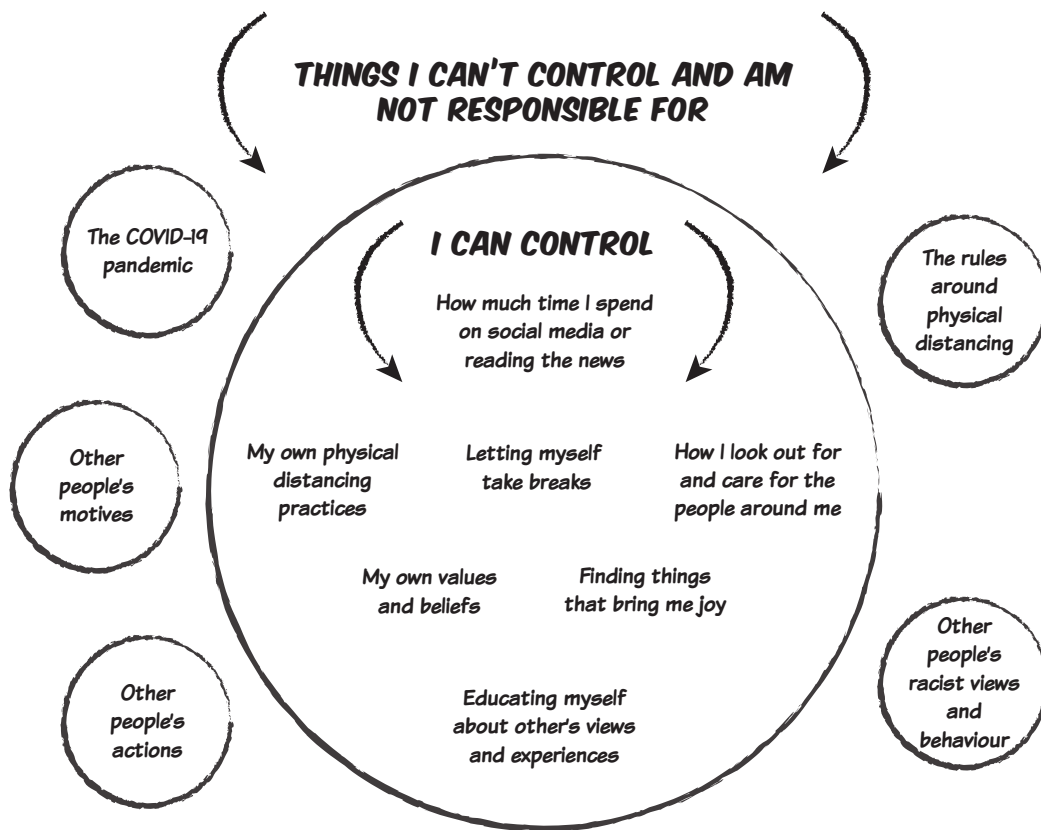 THINGS I CAN'T CONTROL AND AM
NOT RESPONSIBLE FOR
The COVID-19
pandemic
Other
people's
motives
Other
people's
actions
I CAN CONTROL
How much time I spend
on social media or
reading the news
My own physical
distancing
practices
Letting myself
take breaks
How I look out for
and care for the
people around me
My own values
and beliefs
Finding things
that bring me joy
Educating myself
about other's views
and experiences
The rules
around
physical
distancing
Other
people's
racist views
and
behaviour